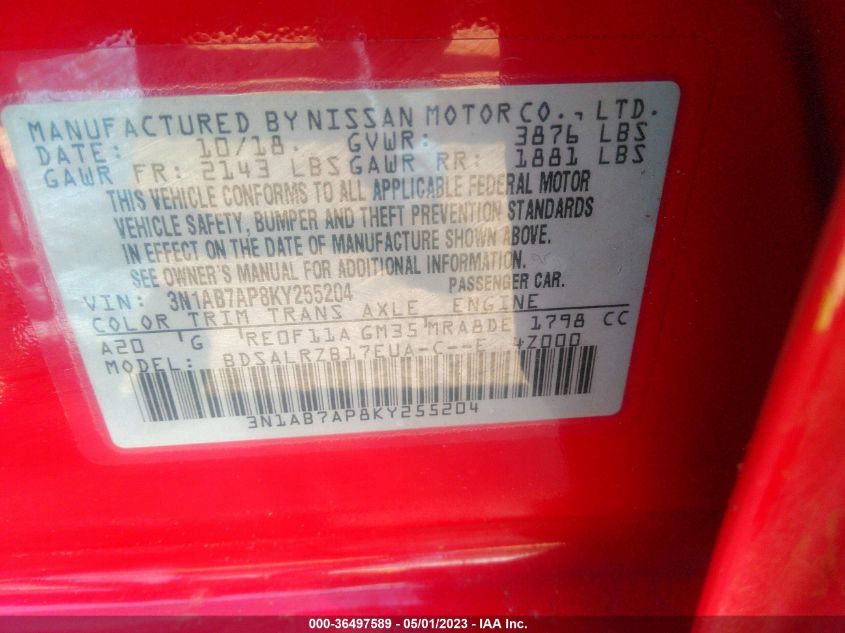 MANUFACTURED BY NISSAN MOTOR CO., LTD.
DATE: 10/18. GVWR: 3876 LBS
GAWR FR: 2143 LBS GAWR RR: 1881 LBS
THIS VEHICLE CONFORMS TO ALL APPLICABLE FEDERAL MOTOR
VEHICLE SAFETY, BUMPER AND THEFT PREVENTION STANDARDS
IN EFFECT ON THE DATE OF MANUFACTURE SHOWN ABOVE.
SEE OWNER'S MANUAL FOR ADDITIONAL INFORMATION.
PASSENGER CAR.
VIN: 3N1AB7AP8KY255204
COLOR TRIM TRANS AXLE ENGINE
A20 G RE0F11A GM35 MRA8DE 1798 CC
MODEL: BDSALRZB17EUA-C--E 4Z000
3N1AB7AP8KY255204
000-36497589 - 05/01/2023 - IAA Inc.